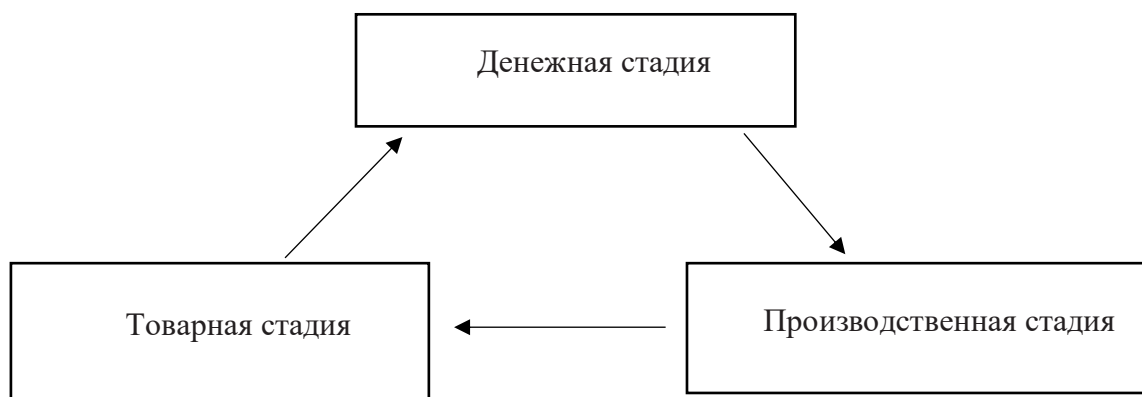 Денежная стадия
Товарная стадия
Производственная стадия